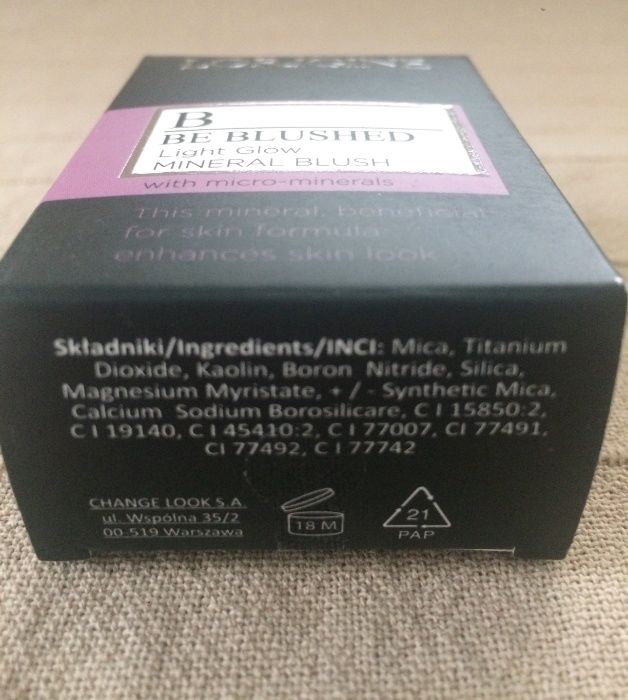 B
BE BLUSHED
Light Glow
MINERAL BLUSH
with micro-minerals
This mineral, beneficial
for skin formula
enhances skin look
Składniki/Ingredients/INCI: Mica, Titanium
Dioxide, Kaolin, Boron Nitride, Silica,
Magnesium Myristate, + / - Synthetic Mica,
Calcium Sodium Borosilicare, C I 15850:2,
C I 19140, C I 45410:2, C I 77007, CI 77491,
CI 77492, C I 77742
CHANGE LOOK S.A.
ul. Wspólna 35/2
00-519 Warszawa
18 M
21
PAP